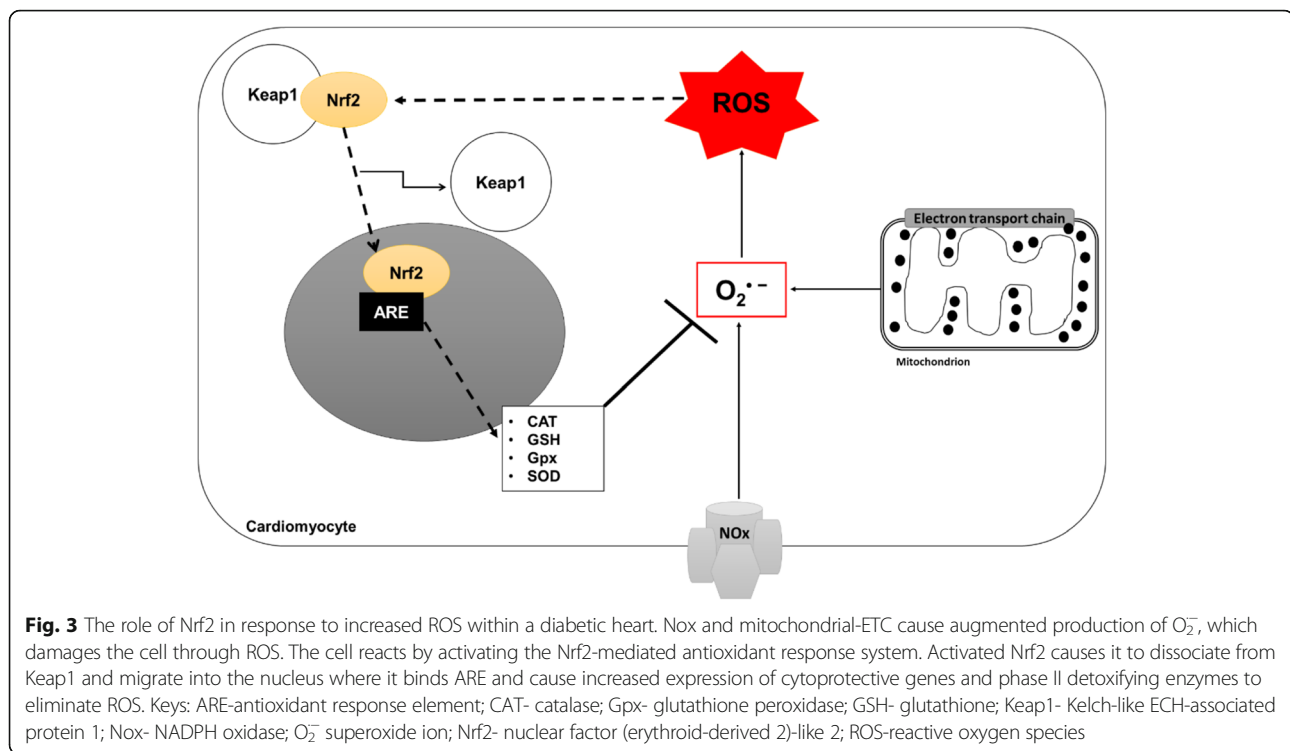 Keap1
Nrf2
ROS
Keap1
Electron transport chain
Nrf2
ARE
O₂•−
Mitochondrion
• CAT
• GSH
• Gpx
• SOD
Cardiomyocyte
NOx
Fig. 3 The role of Nrf2 in response to increased ROS within a diabetic heart. Nox and mitochondrial-ETC cause augmented production of O₂⁻, which
damages the cell through ROS. The cell reacts by activating the Nrf2-mediated antioxidant response system. Activated Nrf2 causes it to dissociate from
Keap1 and migrate into the nucleus where it binds ARE and cause increased expression of cytoprotective genes and phase II detoxifying enzymes to
eliminate ROS. Keys: ARE-antioxidant response element; CAT- catalase; Gpx- glutathione peroxidase; GSH- glutathione; Keap1- Kelch-like ECH-associated
protein 1; Nox- NADPH oxidase; O₂⁻ superoxide ion; Nrf2- nuclear factor (erythroid-derived 2)-like 2; ROS-reactive oxygen species